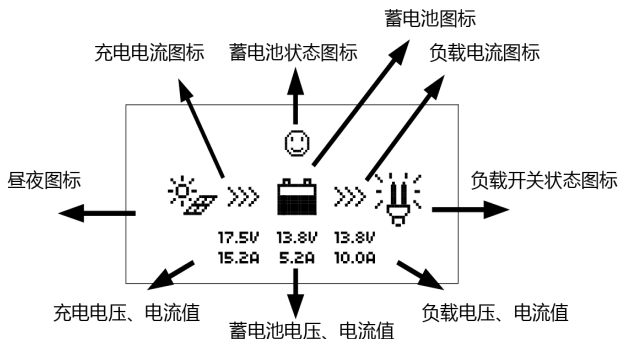 蓄电池图标
充电电流图标 蓄电池状态图标 负载电流图标
昼夜图标
负载开关状态图标
17.5V 13.8V 13.8V
15.2A 5.2A 10.0A
充电电压、电流值
蓄电池电压、电流值
负载电压、电流值